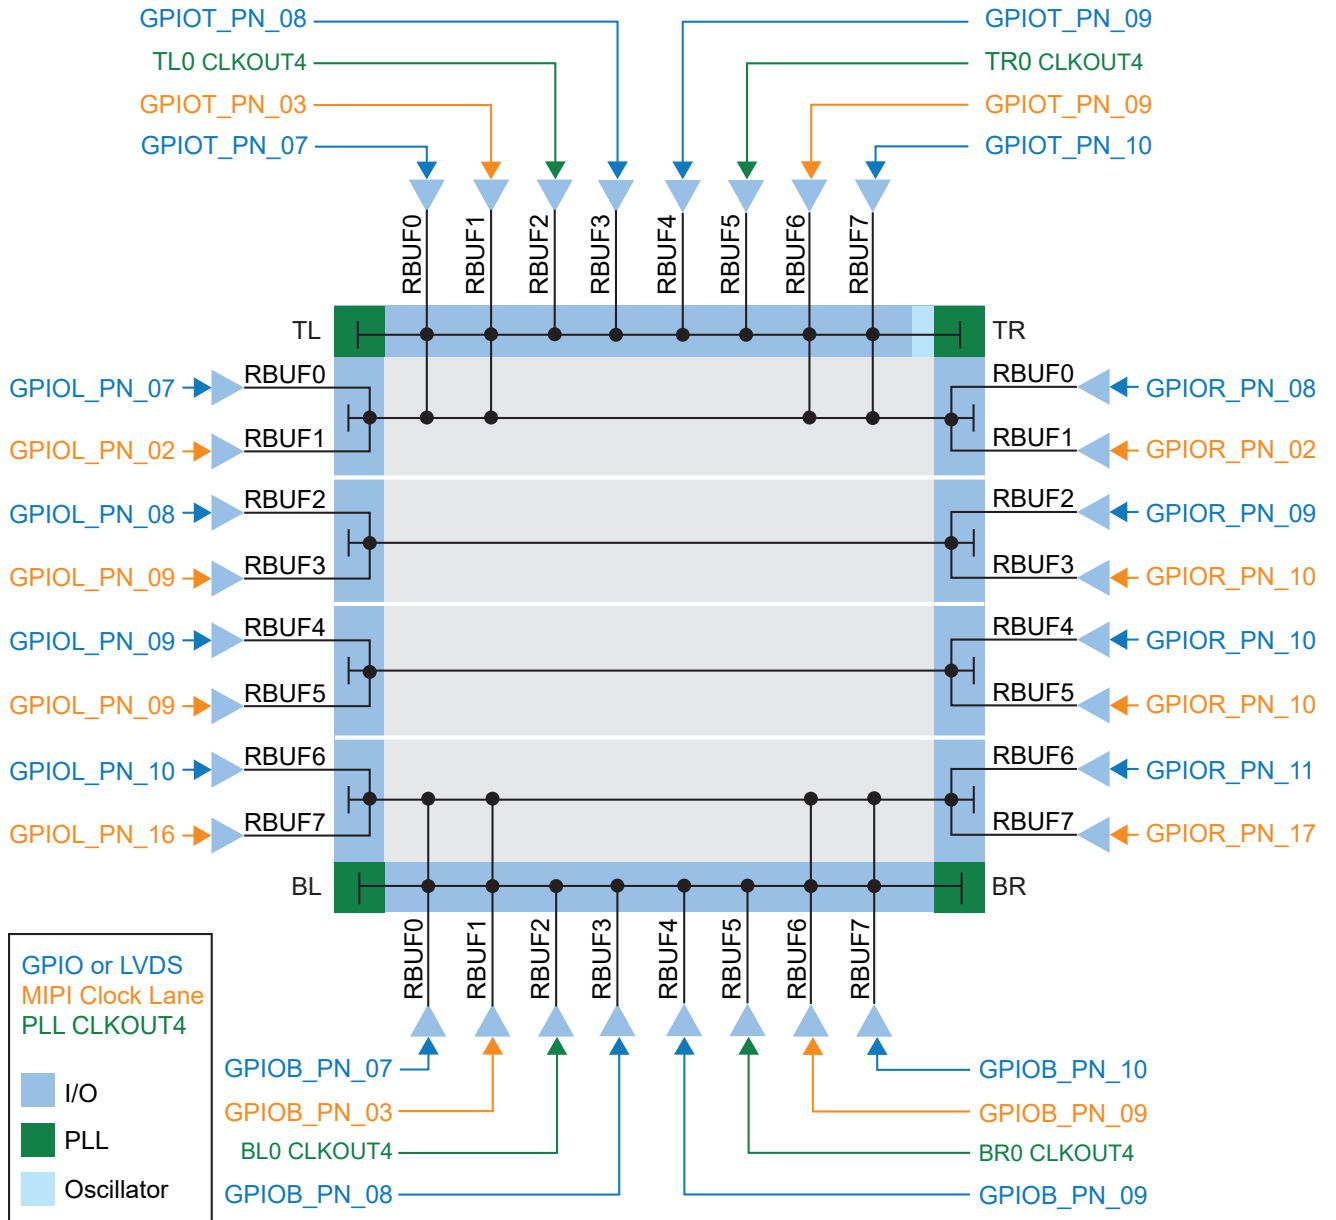 GPIOT_PN_08
GPIOT_PN_09
TL0 CLKOUT4
TR0 CLKOUT4
GPIOT_PN_03
GPIOT_PN_09
GPIOT_PN_07
GPIOT_PN_10
RBUF0
RBUF1
RBUF2
RBUF3
RBUF4
RBUF5
RBUF6
RBUF7
TL
TR
GPIOL_PN_07
RBUF0
RBUF0
GPIOR_PN_08
GPIOL_PN_02
RBUF1
RBUF1
GPIOR_PN_02
GPIOL_PN_08
RBUF2
RBUF2
GPIOR_PN_09
GPIOL_PN_09
RBUF3
RBUF3
GPIOR_PN_10
GPIOL_PN_09
RBUF4
RBUF4
GPIOR_PN_10
GPIOL_PN_09
RBUF5
RBUF5
GPIOR_PN_10
GPIOL_PN_10
RBUF6
RBUF6
GPIOR_PN_11
GPIOL_PN_16
RBUF7
RBUF7
GPIOR_PN_17
BL
BR
RBUF0
RBUF1
RBUF2
RBUF3
RBUF4
RBUF5
RBUF6
RBUF7
GPIOB_PN_07
GPIOB_PN_10
GPIOB_PN_03
GPIOB_PN_09
BL0 CLKOUT4
BR0 CLKOUT4
GPIOB_PN_08
GPIOB_PN_09
GPIO or LVDS
MIPI Clock Lane
PLL CLKOUT4
I/O
PLL
Oscillator